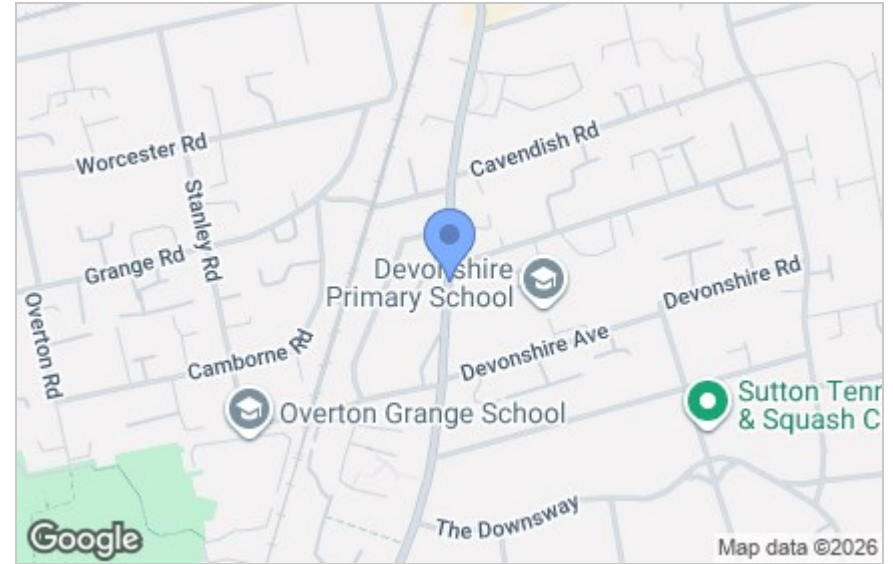 Cavendish Rd
Worcester Rd
Stanley Rd
Grange Rd
Devonshire
Primary School
Devonshire Rd
Overton Rd
Camborne Rd
Devonshire Ave
Sutton Tenn
& Squash C
Overton Grange School
The Downsway
Google
Map data ©2026